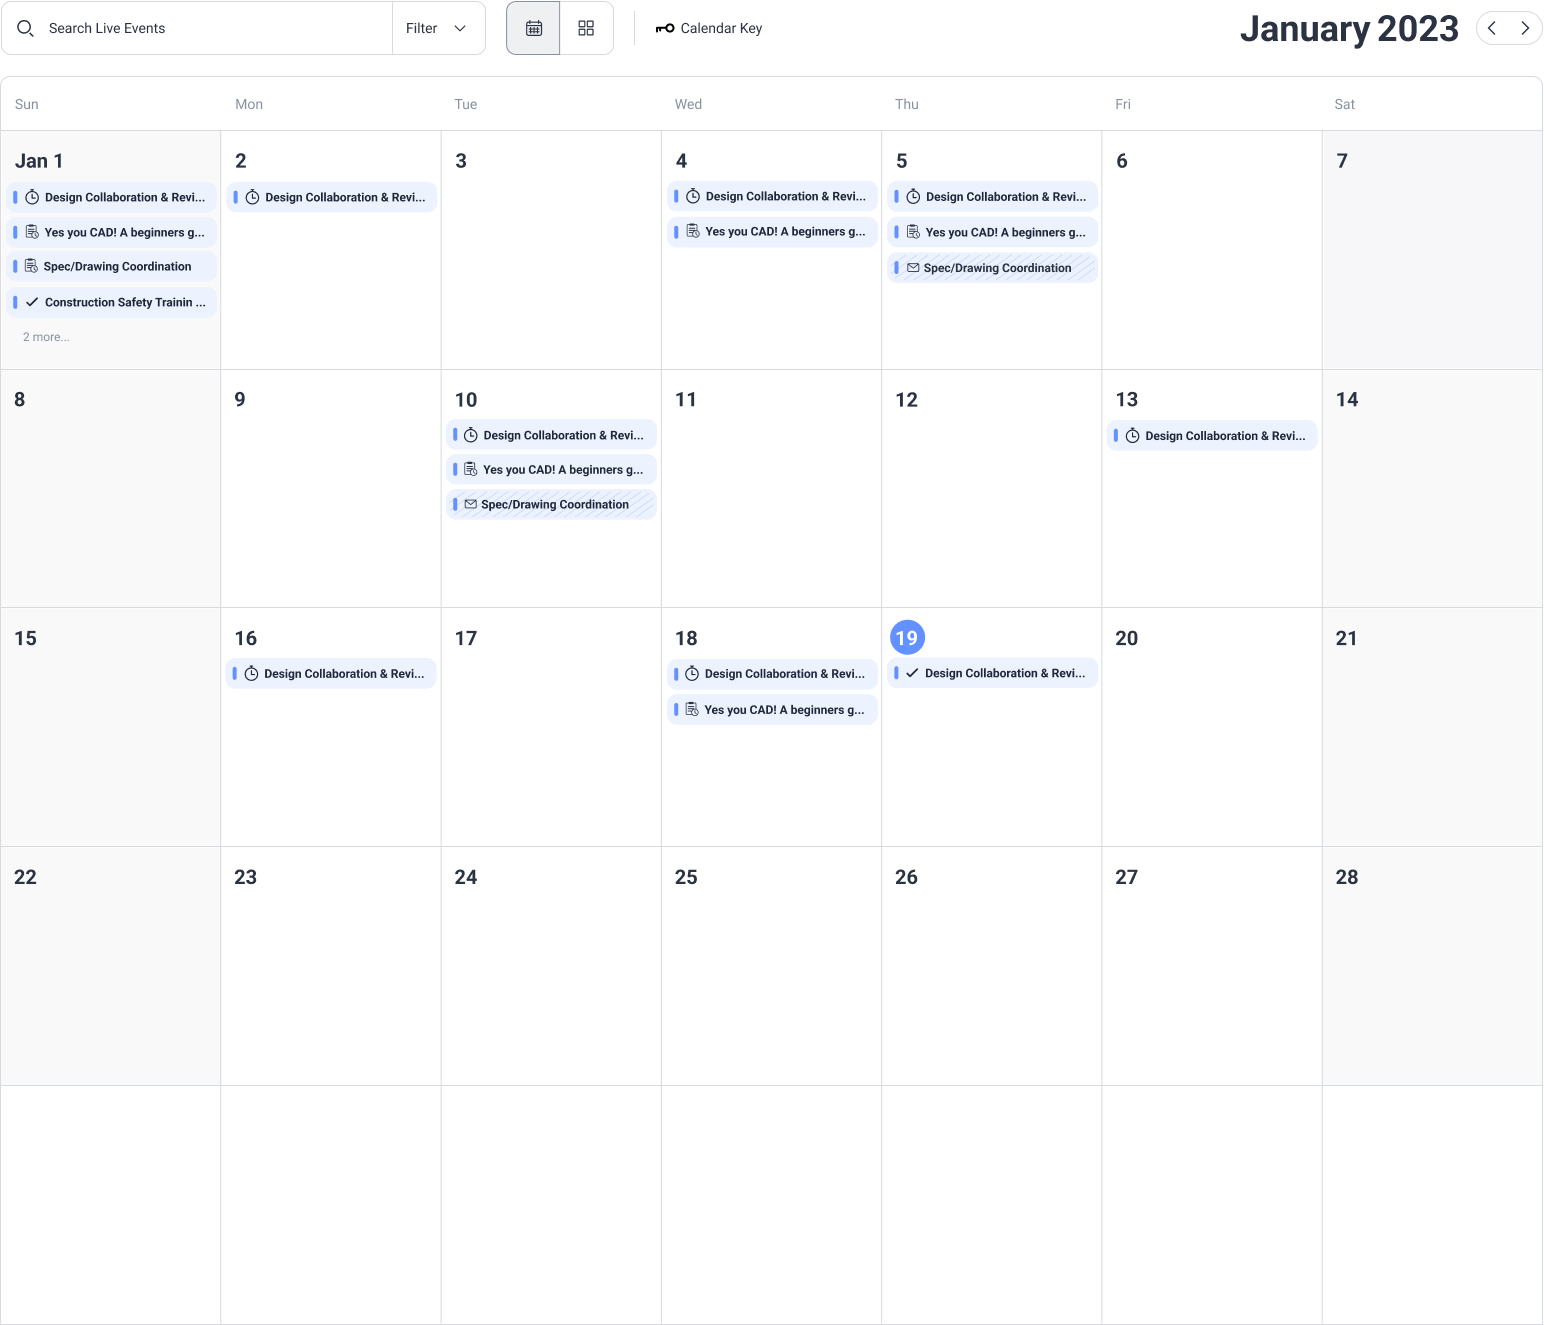 Search Live Events
Filter
Calendar Key
January 2023
Sun
Mon
Tue
Wed
Thu
Fri
Sat
Jan 1
Design Collaboration & Revi...
Yes you CAD! A beginners g...
Spec/Drawing Coordination
Construction Safety Trainin ...
2 more...
2
Design Collaboration & Revi...
3
4
Design Collaboration & Revi...
Yes you CAD! A beginners g...
5
Design Collaboration & Revi...
Yes you CAD! A beginners g...
Spec/Drawing Coordination
6
7
8
9
10
Design Collaboration & Revi...
Yes you CAD! A beginners g...
Spec/Drawing Coordination
11
12
13
Design Collaboration & Revi...
14
15
16
Design Collaboration & Revi...
17
18
Design Collaboration & Revi...
Yes you CAD! A beginners g...
19
Design Collaboration & Revi...
20
21
22
23
24
25
26
27
28